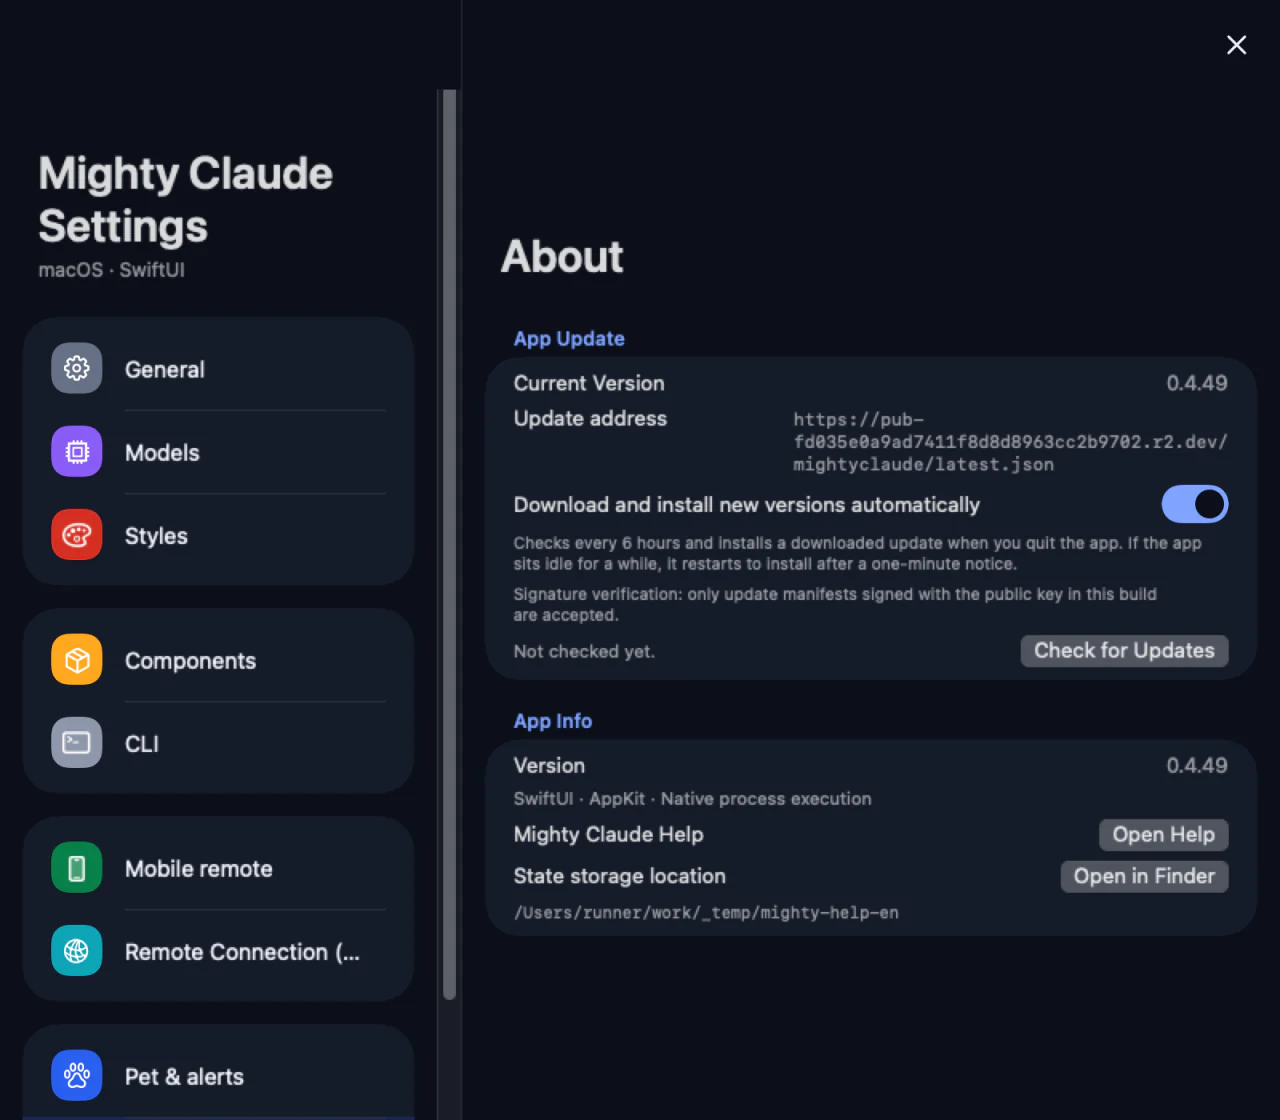 Mighty Claude
Settings
macOS · SwiftUI
General
Models
Styles
Components
CLI
Mobile remote
Remote Connection (...
Pet & alerts
About
App Update
Current Version
0.4.49
Update address
https://pub-
fd035e0a9ad7411f8d8d8963cc2b9702.r2.dev/
mightyclaude/latest.json
Download and install new versions automatically
Checks every 6 hours and installs a downloaded update when you quit the app. If the app
sits idle for a while, it restarts to install after a one-minute notice.
Signature verification: only update manifests signed with the public key in this build
are accepted.
Not checked yet.
Check for Updates
App Info
Version
0.4.49
SwiftUI · AppKit · Native process execution
Mighty Claude Help
Open Help
State storage location
Open in Finder
/Users/runner/work/_temp/mighty-help-en